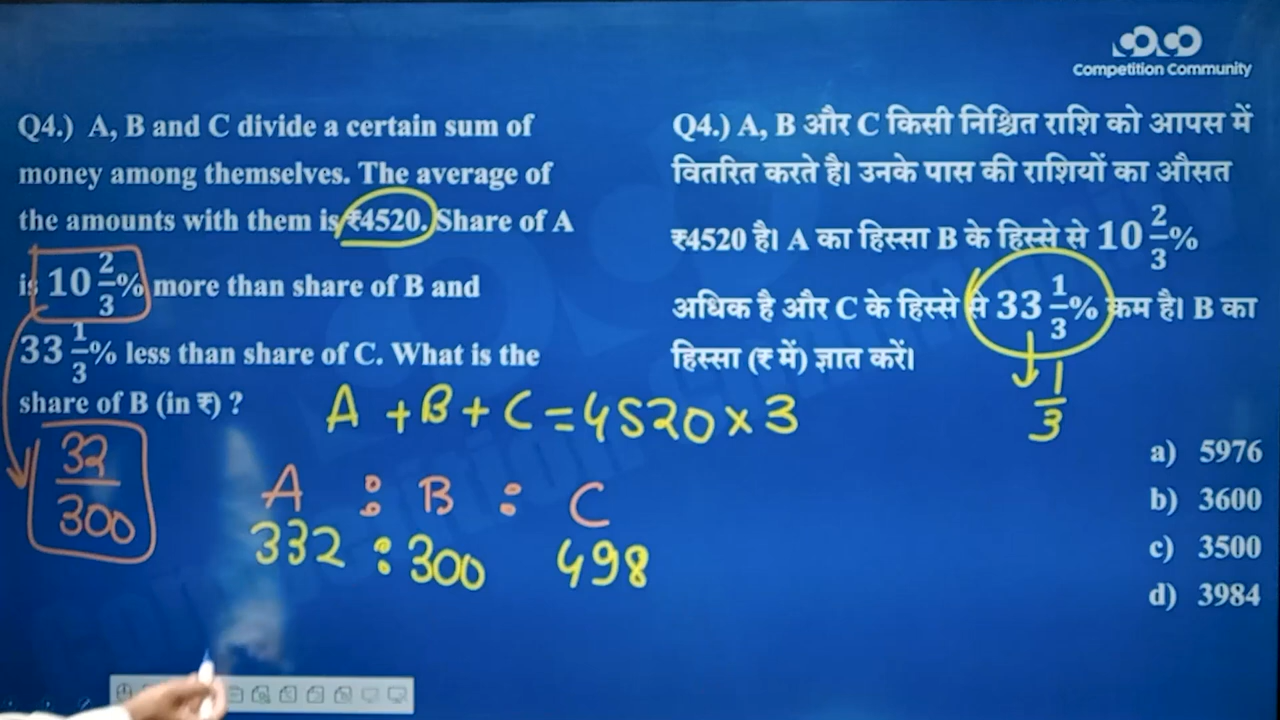 Competition Community
Q4.) A, B and C divide a certain sum of
money among themselves. The average of
the amounts with them is ₹4520. Share of A
is 10 2/3% more than share of B and
33 1/3% less than share of C. What is the
share of B (in ₹) ?
Q4.) A, B और C किसी निश्चित राशि को आपस में
वितरित करते है। उनके पास की राशियों का औसत
₹4520 है। A का हिस्सा B के हिस्से से 10 2/3%
अधिक है और C के हिस्से से 33 1/3% कम है। B का
हिस्सा (₹ में) ज्ञात करें।
1/3
A + B + C = 4520 × 3
32/300
A : B : C
332 : 300 498
a) 5976
b) 3600
c) 3500
d) 3984